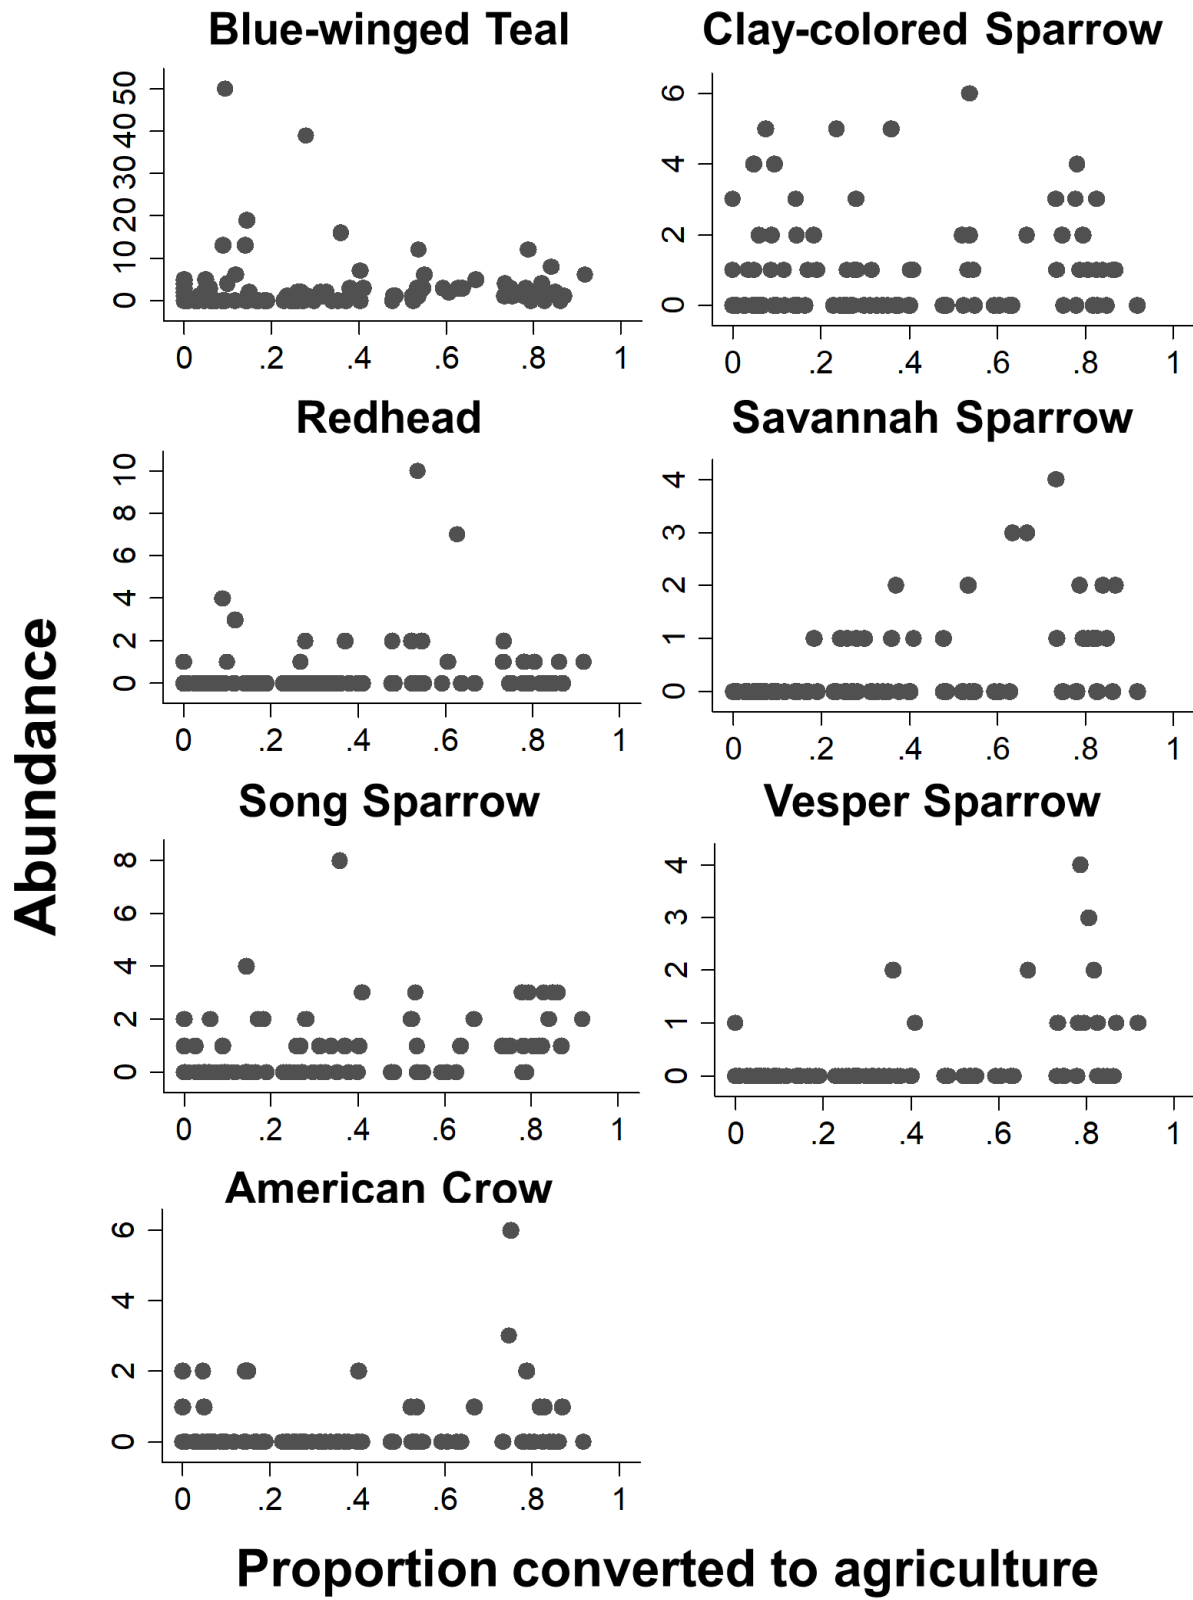 Blue-winged Teal
0 10 20 30 40 50
0 .2 .4 .6 .8 1
Clay-colored Sparrow
0 2 4 6
0 .2 .4 .6 .8 1
Redhead
0 2 4 6 8 10
0 .2 .4 .6 .8 1
Savannah Sparrow
0 1 2 3 4
0 .2 .4 .6 .8 1
Song Sparrow
0 2 4 6 8
0 .2 .4 .6 .8 1
Vesper Sparrow
0 1 2 3 4
0 .2 .4 .6 .8 1
American Crow
0 2 4 6
0 .2 .4 .6 .8 1
Abundance
Proportion converted to agriculture